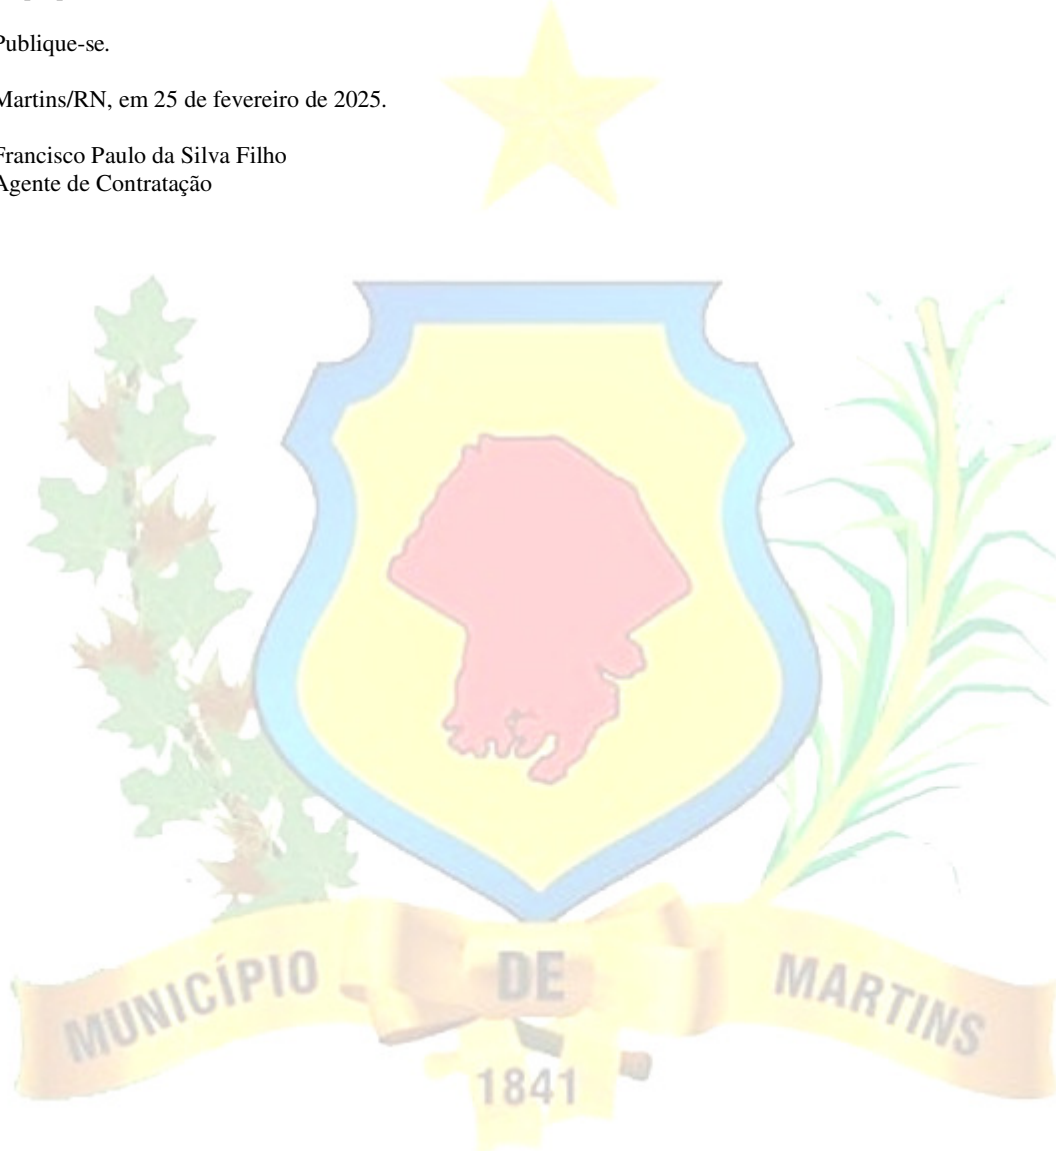 Publique-se.
Martins/RN, em 25 de fevereiro de 2025.
Francisco Paulo da Silva Filho
Agente de Contratação
MUNICÍPIO DE MARTINS
1841